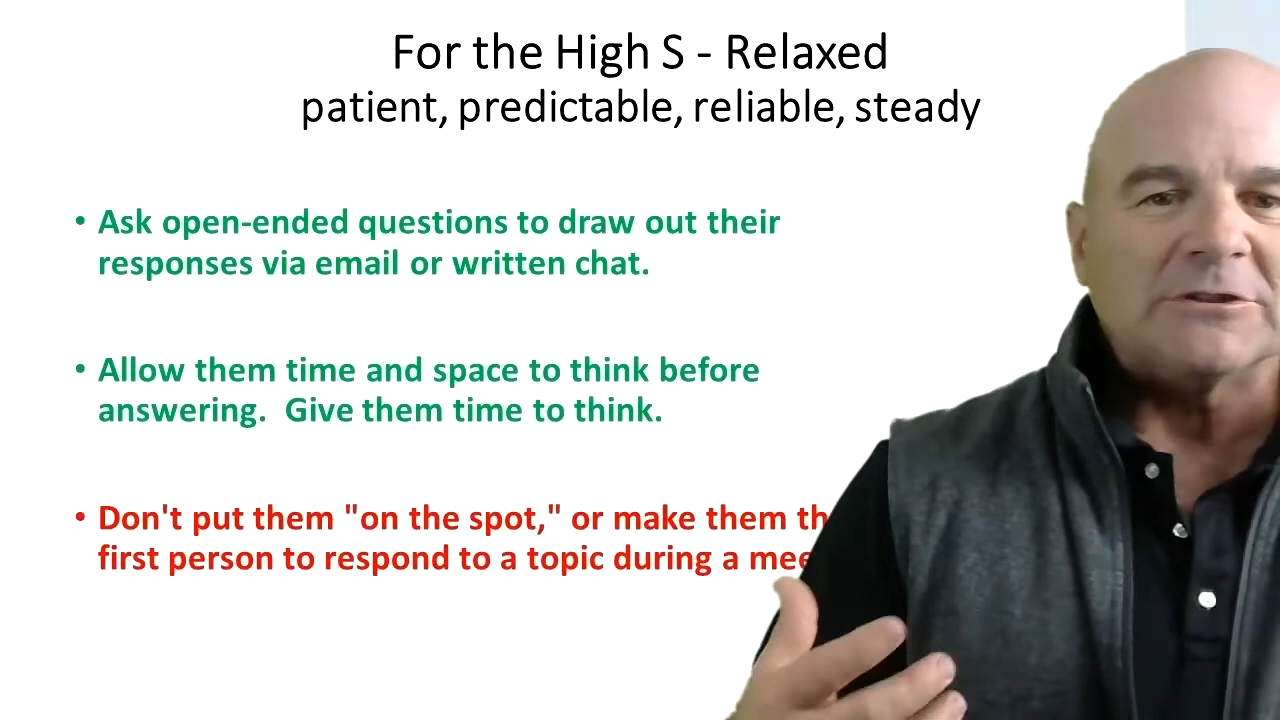 For the High S - Relaxed
patient, predictable, reliable, steady
• Ask open-ended questions to draw out their
responses via email or written chat.
• Allow them time and space to think before
answering.  Give them time to think.
• Don't put them "on the spot," or make them th
first person to respond to a topic during a mee